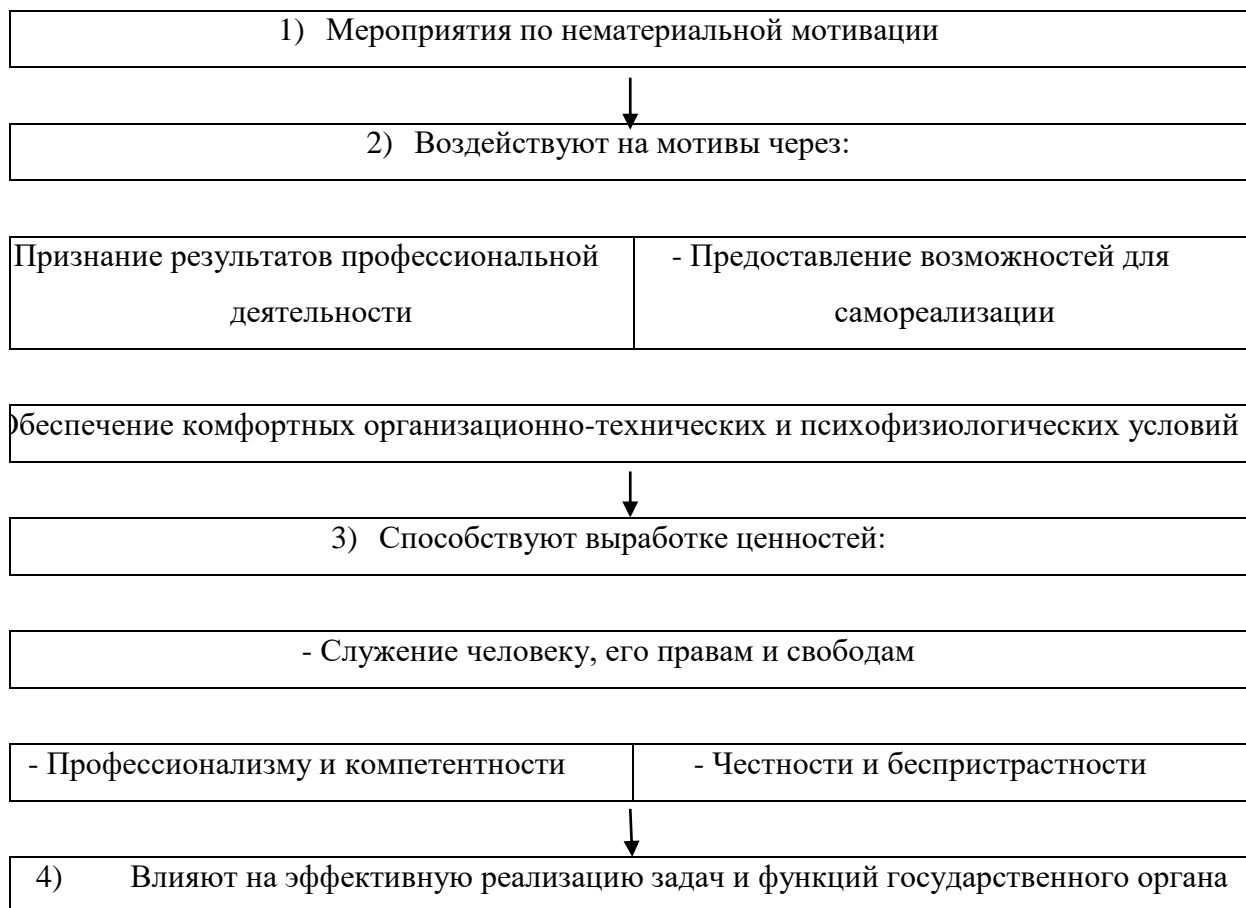 1) Мероприятия по нематериальной мотивации
2) Воздействуют на мотивы через:
Признание результатов профессиональной
деятельности
- Предоставление возможностей для
самореализации
Обеспечение комфортных организационно-технических и психофизиологических условий
3) Способствуют выработке ценностей:
- Служение человеку, его правам и свободам
- Профессионализму и компетентности
- Честности и беспристрастности
4) Влияют на эффективную реализацию задач и функций государственного органа